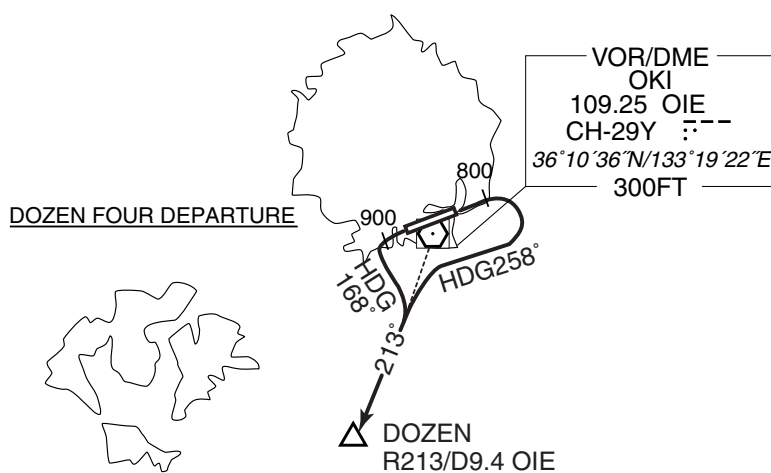 VOR/DME
OKI
109.25 OIE
CH-29Y
36°10′36″N/133°19′22″E
300FT
800
DOZEN FOUR DEPARTURE
900
HDG
168°
HDG258°
213°
DOZEN
R213/D9.4 OIE